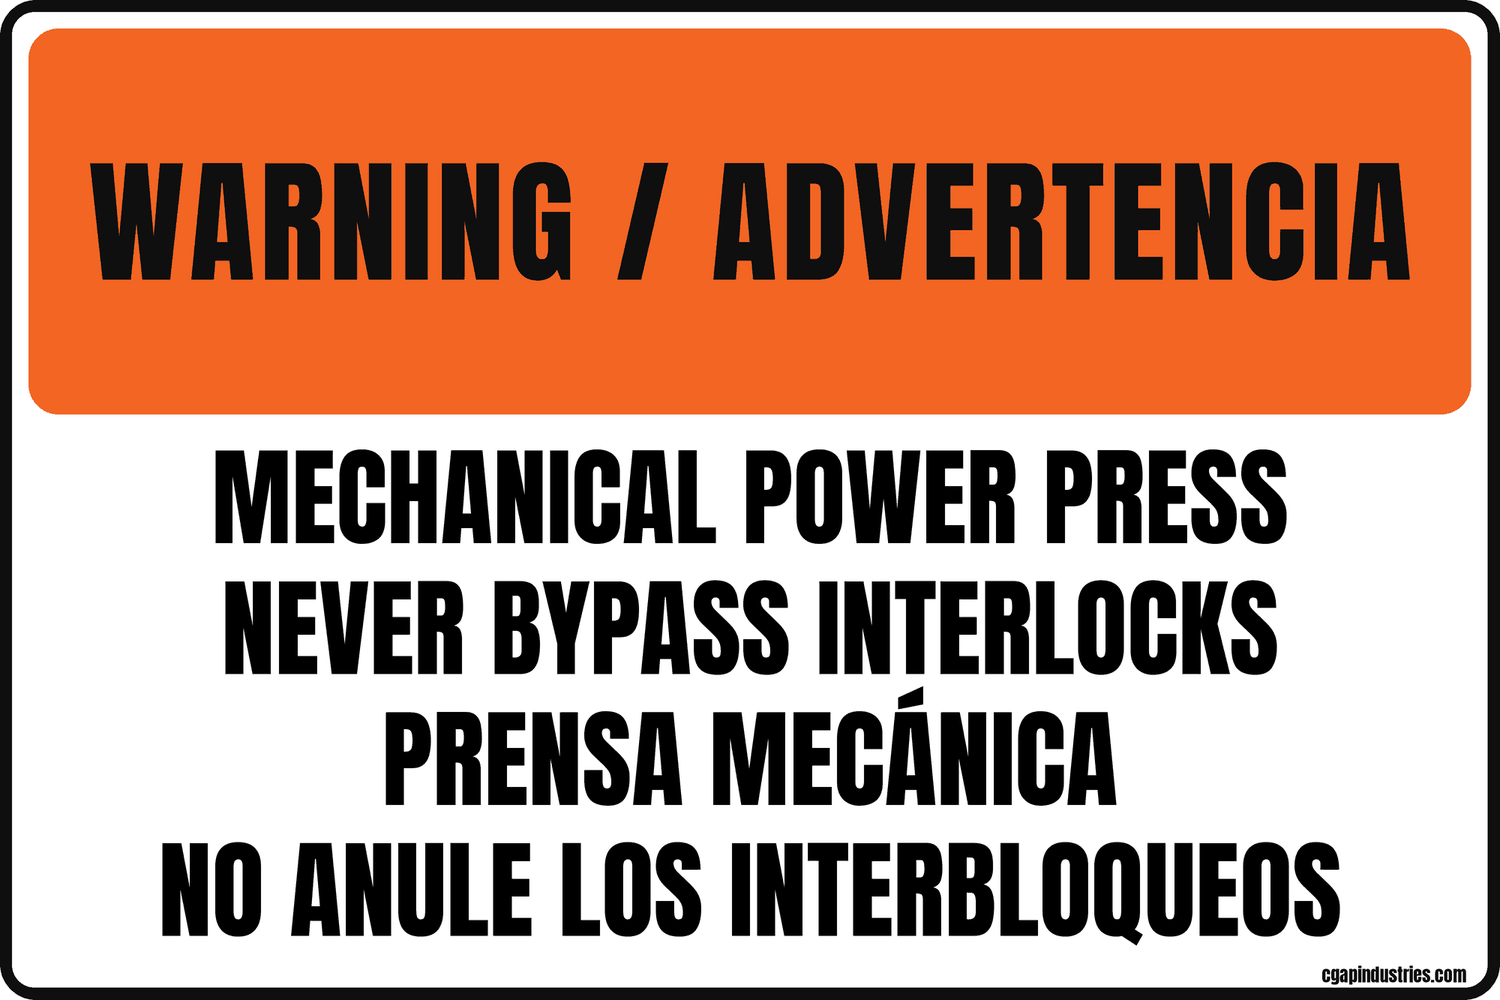 WARNING / ADVERTENCIA
MECHANICAL POWER PRESS
NEVER BYPASS INTERLOCKS
PRENSA MECÁNICA
NO ANULE LOS INTERBLOQUEOS
cgapindustries.com